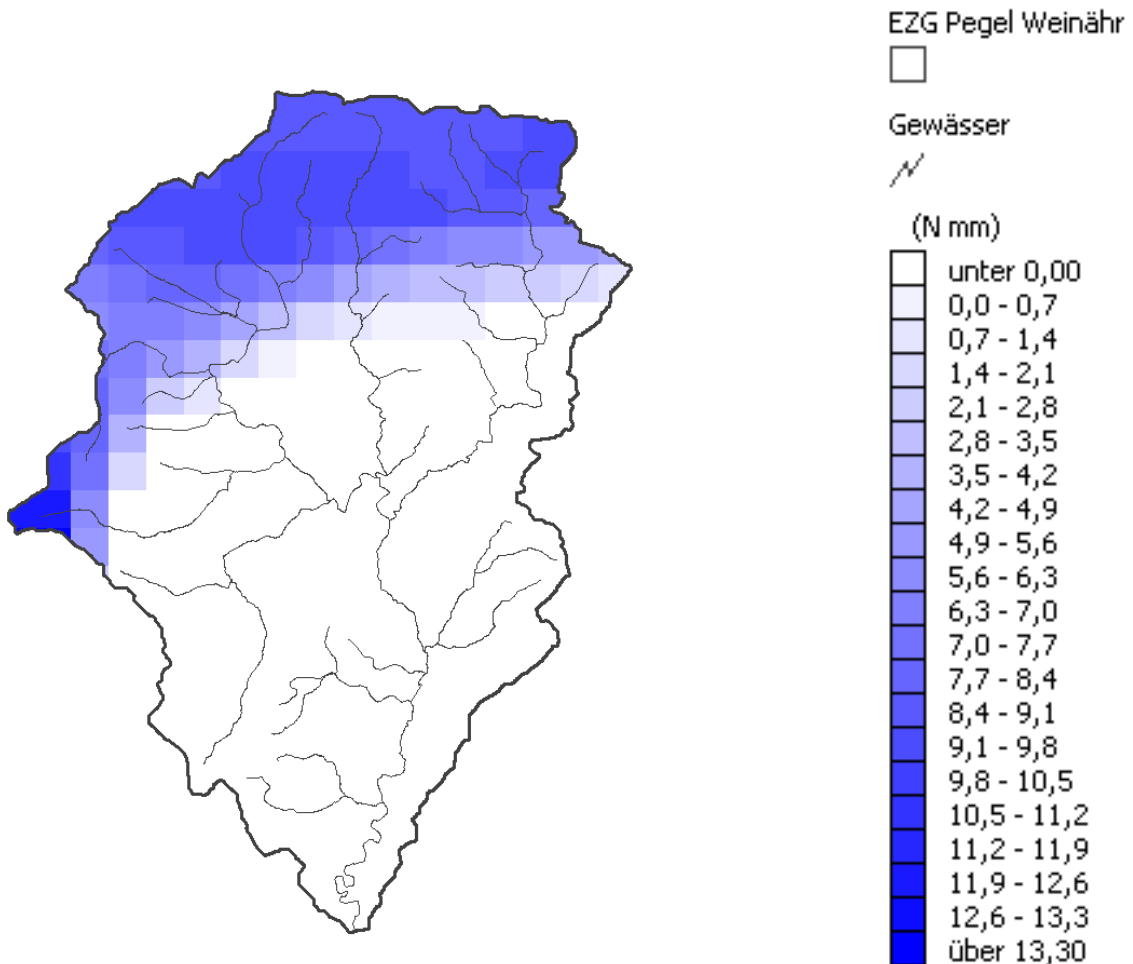 EZG Pegel Weinähr
Gewässer
(N mm)
unter 0,00
0,0 - 0,7
0,7 - 1,4
1,4 - 2,1
2,1 - 2,8
2,8 - 3,5
3,5 - 4,2
4,2 - 4,9
4,9 - 5,6
5,6 - 6,3
6,3 - 7,0
7,0 - 7,7
7,7 - 8,4
8,4 - 9,1
9,1 - 9,8
9,8 - 10,5
10,5 - 11,2
11,2 - 11,9
11,9 - 12,6
12,6 - 13,3
über 13,30